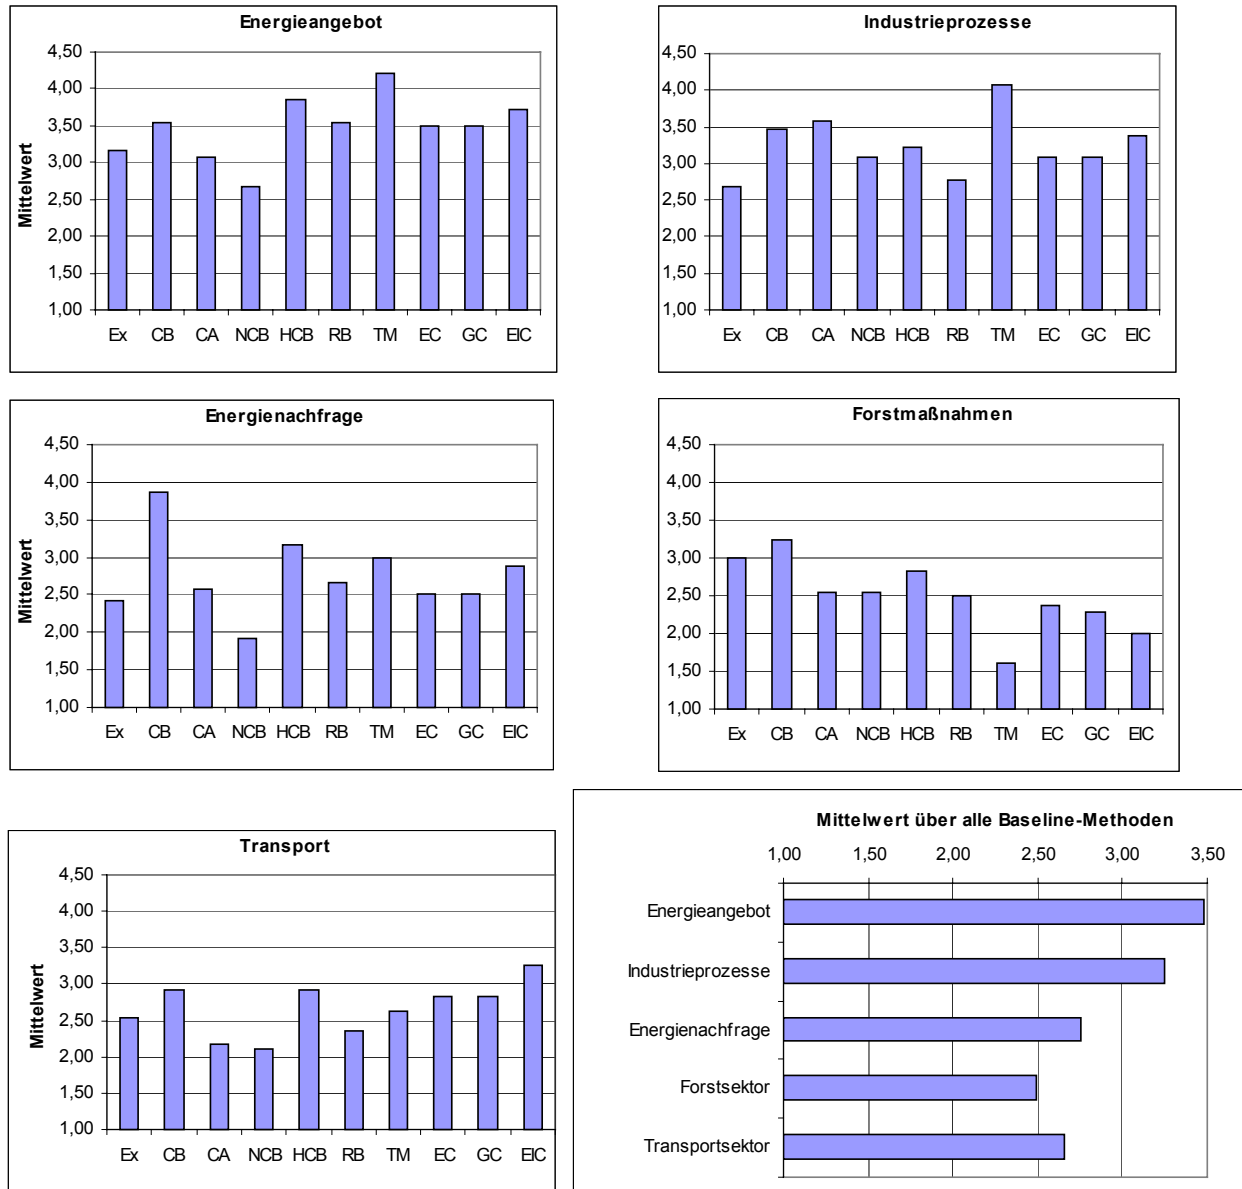 Energieangebot
4,50
4,00
3,50
3,00
2,50
2,00
1,50
1,00
Mittelwert
Ex CB CA NCB HCB RB TM EC GC EIC
Industrieprozesse
4,50
4,00
3,50
3,00
2,50
2,00
1,50
1,00
Ex CB CA NCB HCB RB TM EC GC EIC
Energienachfrage
4,50
4,00
3,50
3,00
2,50
2,00
1,50
1,00
Mittelwert
Ex CB CA NCB HCB RB TM EC GC EIC
Forstmaßnahmen
4,50
4,00
3,50
3,00
2,50
2,00
1,50
1,00
Ex CB CA NCB HCB RB TM EC GC EIC
Transport
4,50
4,00
3,50
3,00
2,50
2,00
1,50
1,00
Mittelwert
Ex CB CA NCB HCB RB TM EC GC EIC
Mittelwert über alle Baseline-Methoden
1,00 1,50 2,00 2,50 3,00 3,50
Energieangebot
Industrieprozesse
Energienachfrage
Forstsektor
Transportsektor